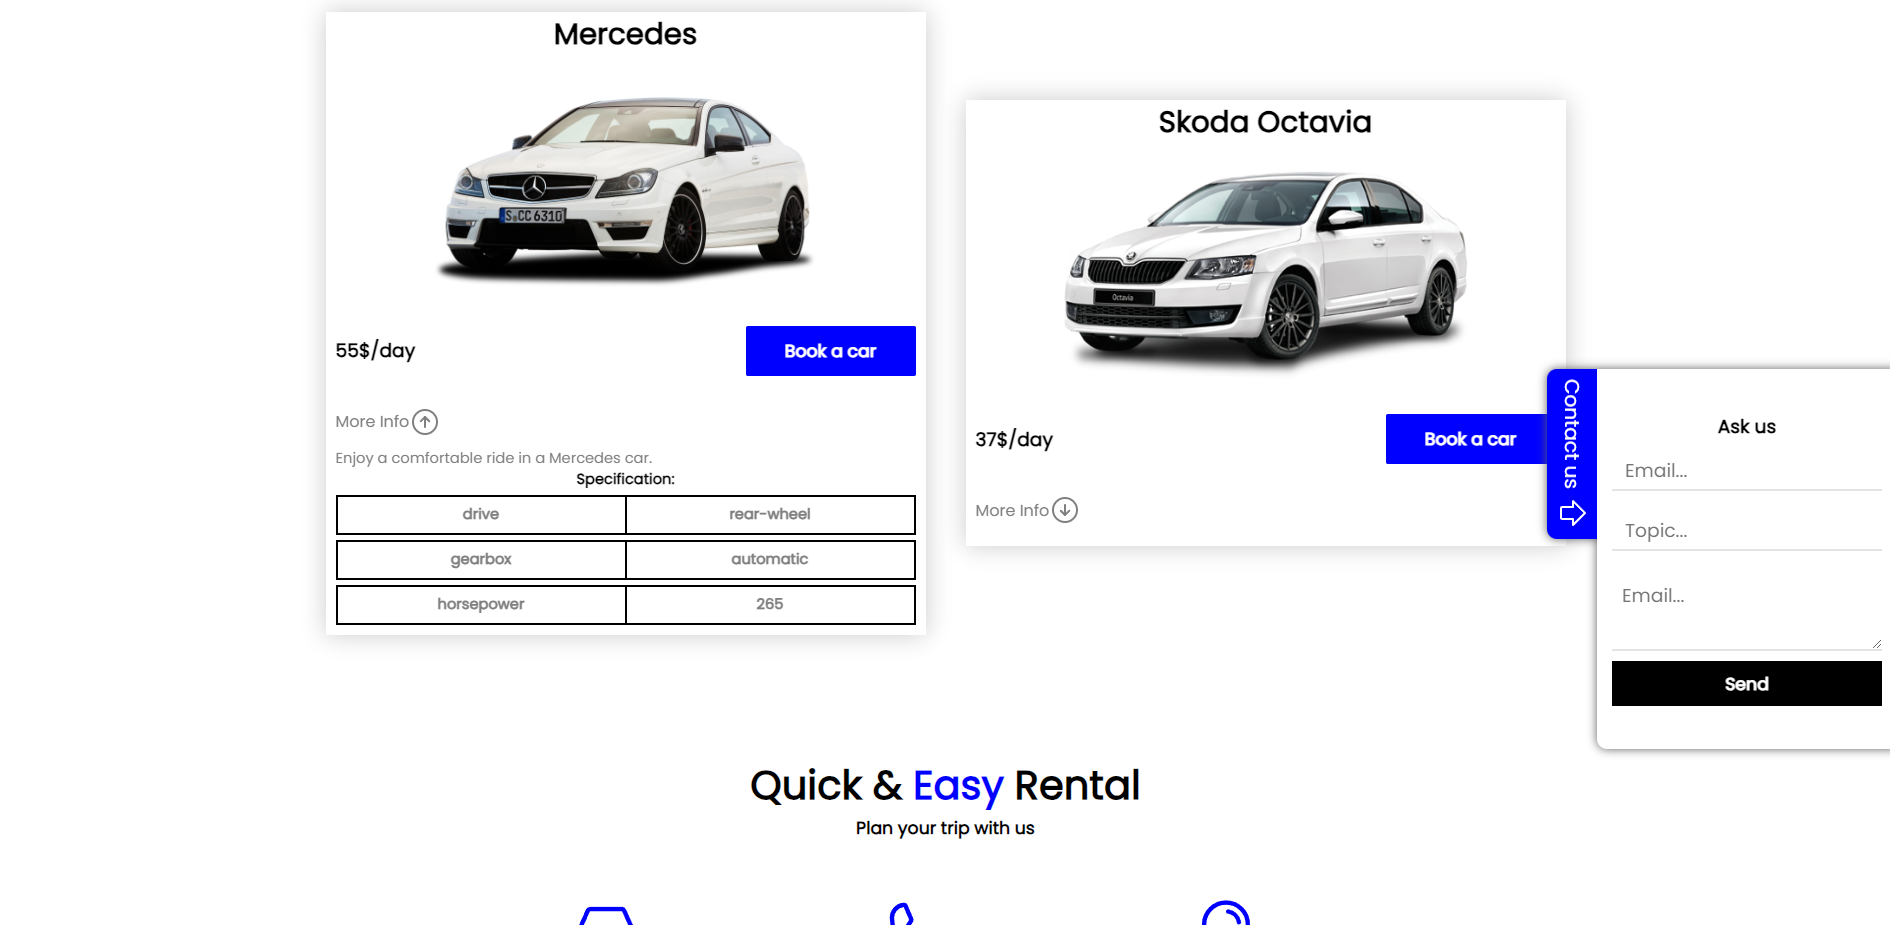 Mercedes
S CC 6310
55$/day
Book a car
More Info
Enjoy a comfortable ride in a Mercedes car.
Specification:
drive rear-wheel
gearbox automatic
horsepower 265
Skoda Octavia
Octavia
37$/day
Book a car
More Info
Contact us
Ask us
Email...
Topic...
Email...
Send
Quick & Easy Rental
Plan your trip with us